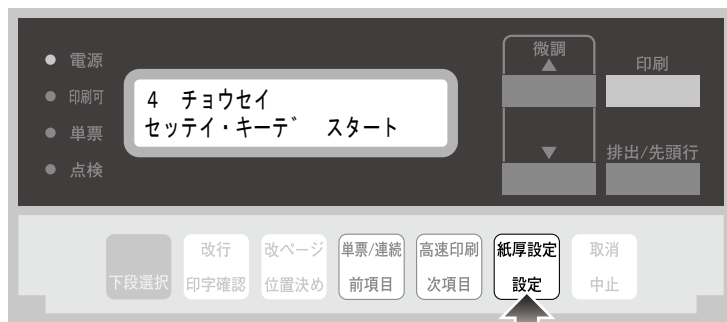 電源
印刷可
単票
点検
4 チョウセイ
セッテイ・キーデ゛ スタート
微調
▲
▼
印刷
排出/先頭行
下段選択
改行
印字確認
改ページ
位置決め
単票/連続
前項目
高速印刷
次項目
紙厚設定
設定
取消
中止